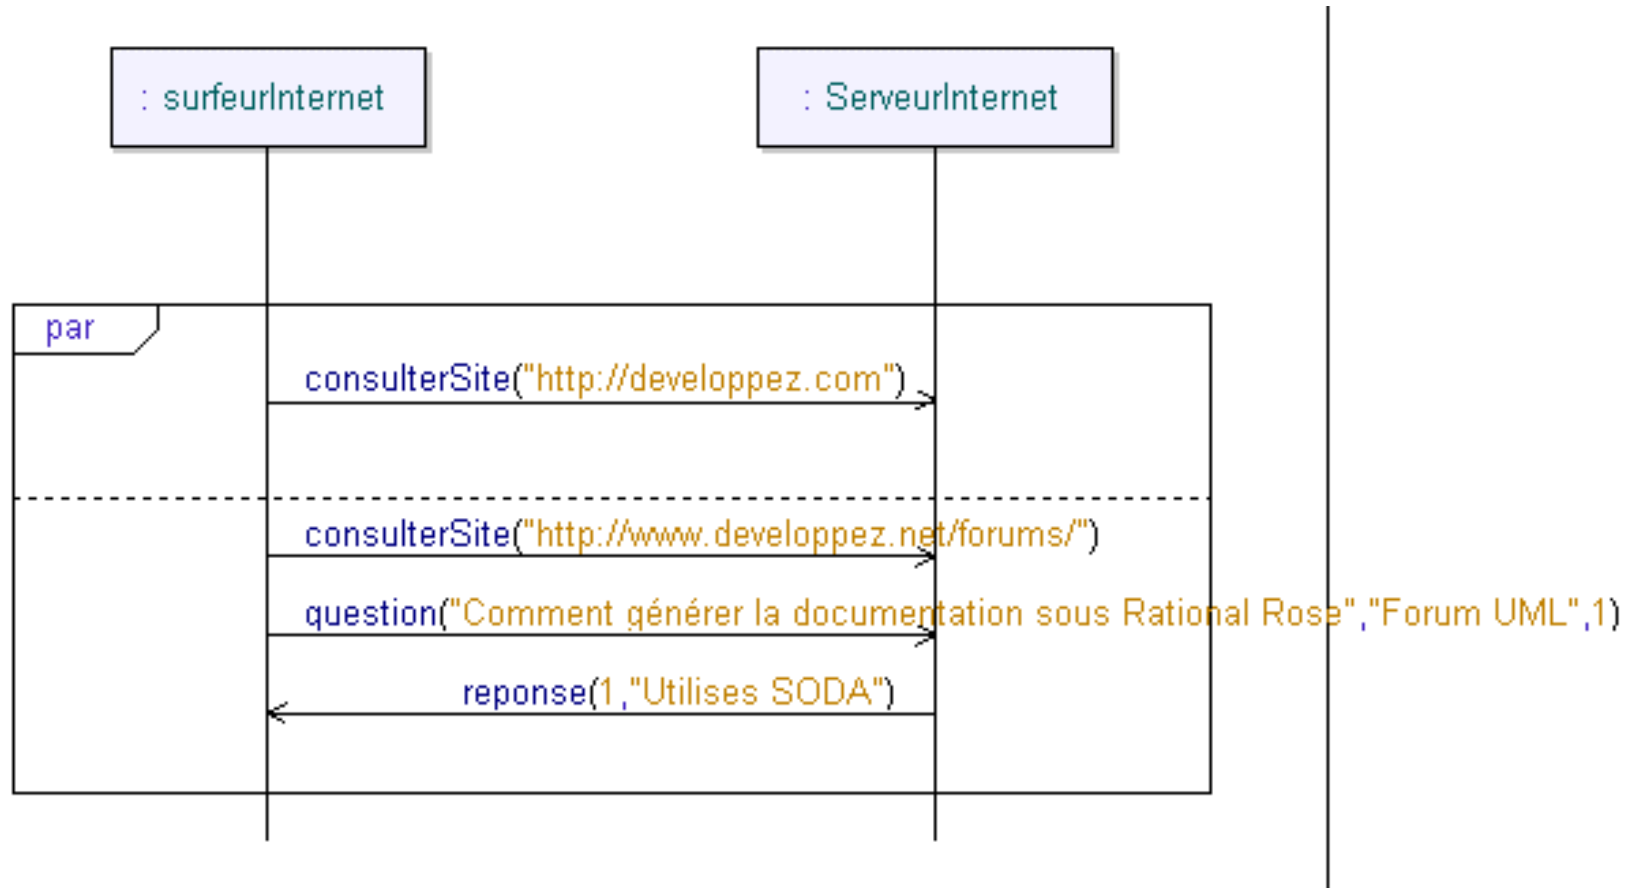 : surfeurInternet
: ServeurInternet
par
consulterSite("http://developpez.com")
consulterSite("http://www.developpez.net/forums/")
question("Comment générer la documentation sous Rational Rose","Forum UML",1)
reponse(1,"Utilises SODA")